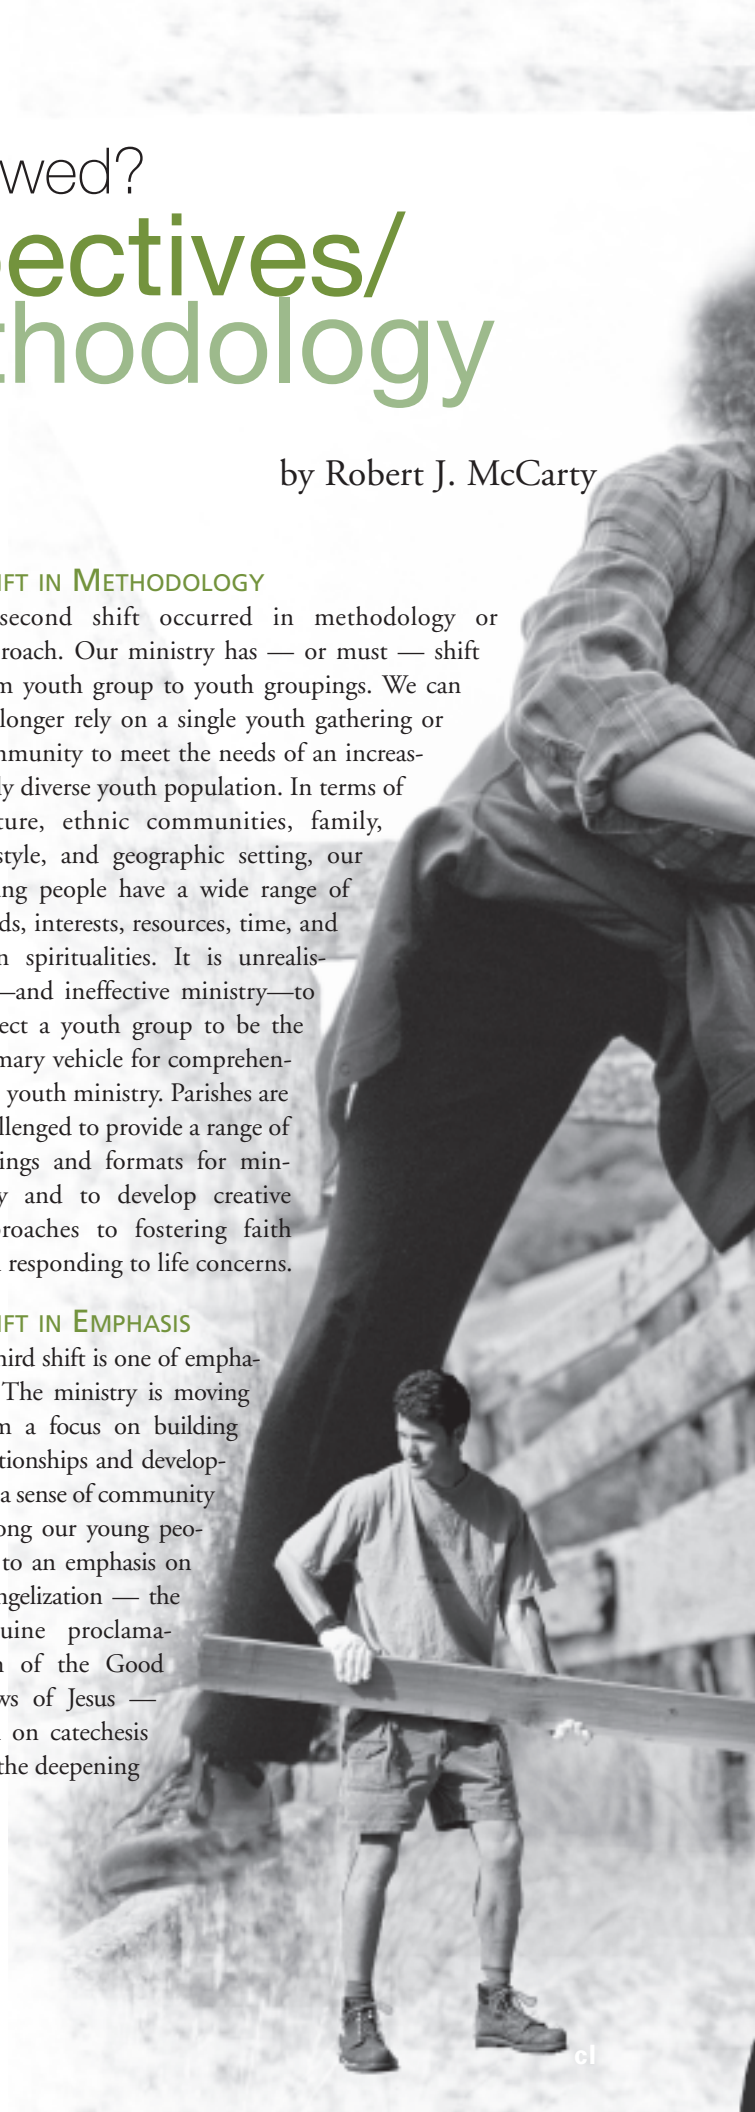 wed?
ectives/
thodology
by Robert J. McCarty
IFT IN METHODOLOGY
second shift occurred in methodology or
roach. Our ministry has — or must — shift
m youth group to youth groupings. We can
longer rely on a single youth gathering or
mmunity to meet the needs of an increas-
ly diverse youth population. In terms of
ture, ethnic communities, family,
style, and geographic setting, our
ng people have a wide range of
ds, interests, resources, time, and
n spiritualities. It is unrealis-
—and ineffective ministry—to
ect a youth group to be the
mary vehicle for comprehen-
youth ministry. Parishes are
llenged to provide a range of
ings and formats for min-
y and to develop creative
roaches to fostering faith
responding to life concerns.
IFT IN EMPHASIS
hird shift is one of empha-
The ministry is moving
m a focus on building
tionships and develop-
a sense of community
ong our young peo-
to an emphasis on
ngelization — the
uine proclama-
n of the Good
ws of Jesus —
on catechesis
the deepening
cl